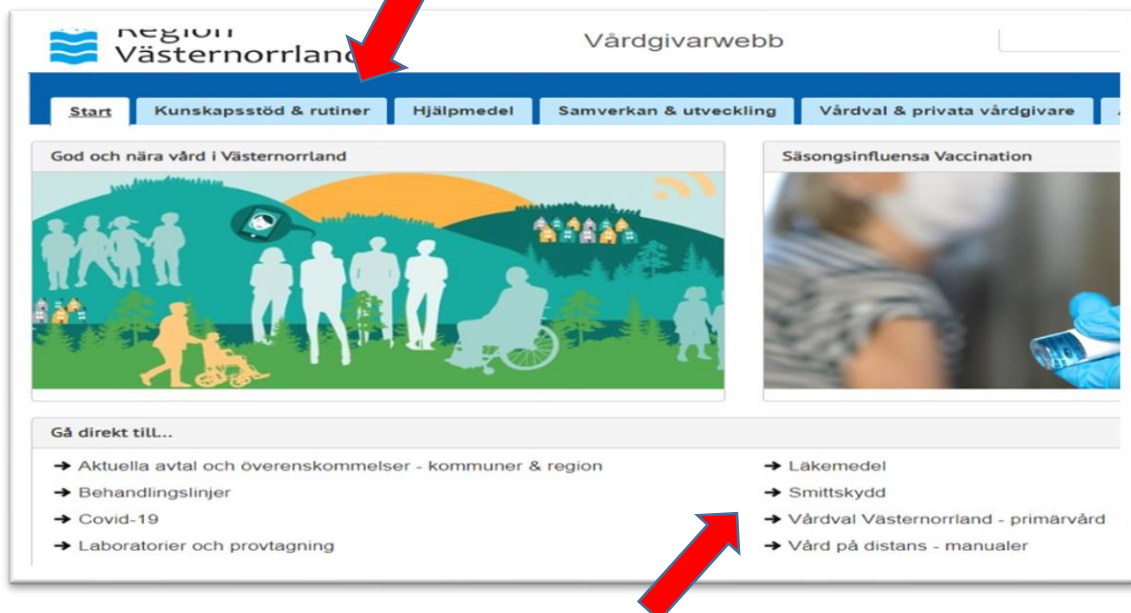 Region
Västernorrland
Vårdgivarwebb
Start
Kunskapsstöd & rutiner
Hjälpmedel
Samverkan & utveckling
Vårdval & privata vårdgivare
God och nära vård i Västernorrland
Säsongsinfluensa Vaccination
Gå direkt till...
➔ Aktuella avtal och överenskommelser - kommuner & region
➔ Behandlingslinjer
➔ Covid-19
➔ Laboratorier och provtagning
➔ Läkemedel
➔ Smittskydd
➔ Vårdval Västernorrland - primärvård
➔ Vård på distans - manualer